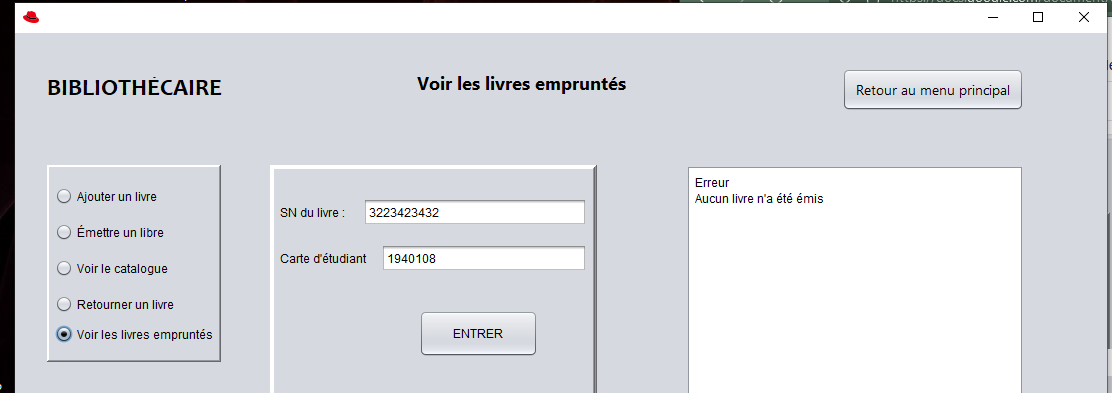 BIBLIOTHÉCAIRE
Voir les livres empruntés
Retour au menu principal
Ajouter un livre
Émettre un libre
Voir le catalogue
Retourner un livre
Voir les livres empruntés
SN du livre :
3223423432
Carte d'étudiant
1940108
ENTRER
Erreur
Aucun livre n'a été émis